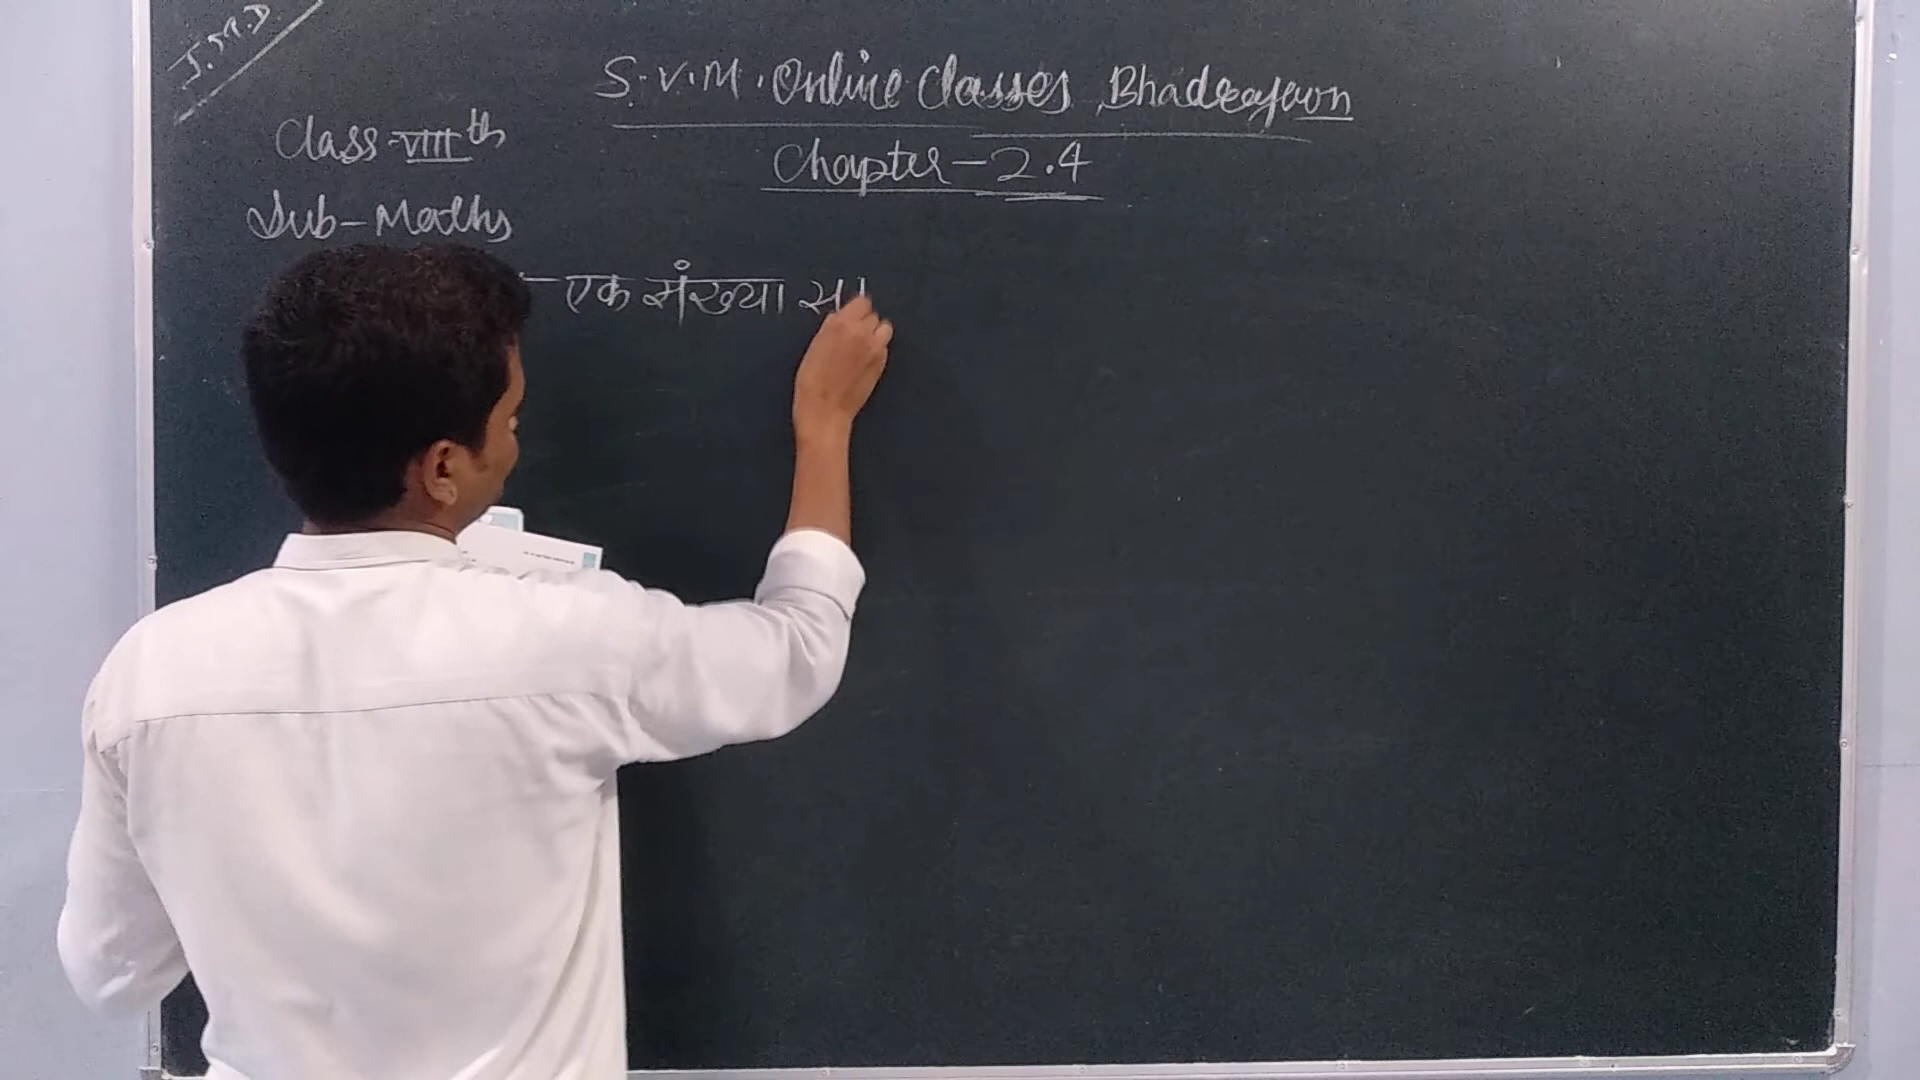 S.V.M. Online Classes, Bhadrajun
Class-VIIIth
Chapter-2.4
Sub-Maths
- एक संख्या